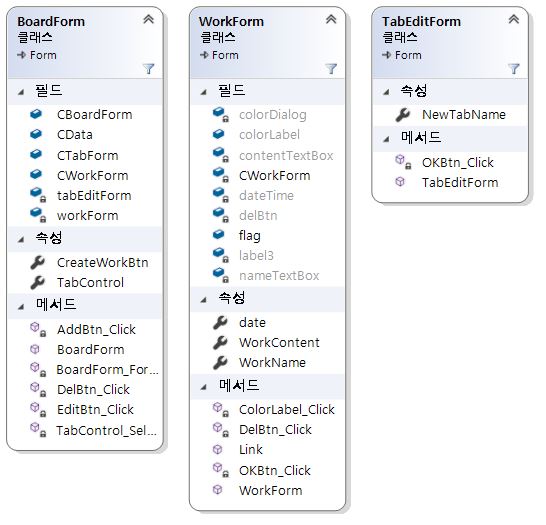 BoardForm
클래스
Form
필드
CBoardForm
CData
CTabForm
CWorkForm
tabEditForm
workForm
속성
CreateWorkBtn
TabControl
메서드
AddBtn_Click
BoardForm
BoardForm_For...
DelBtn_Click
EditBtn_Click
TabControl_Sel...
WorkForm
클래스
Form
필드
colorDialog
colorLabel
contentTextBox
CWorkForm
dateTime
delBtn
flag
label3
nameTextBox
속성
date
WorkContent
WorkName
메서드
ColorLabel_Click
DelBtn_Click
Link
OKBtn_Click
WorkForm
TabEditForm
클래스
Form
속성
NewTabName
메서드
OKBtn_Click
TabEditForm